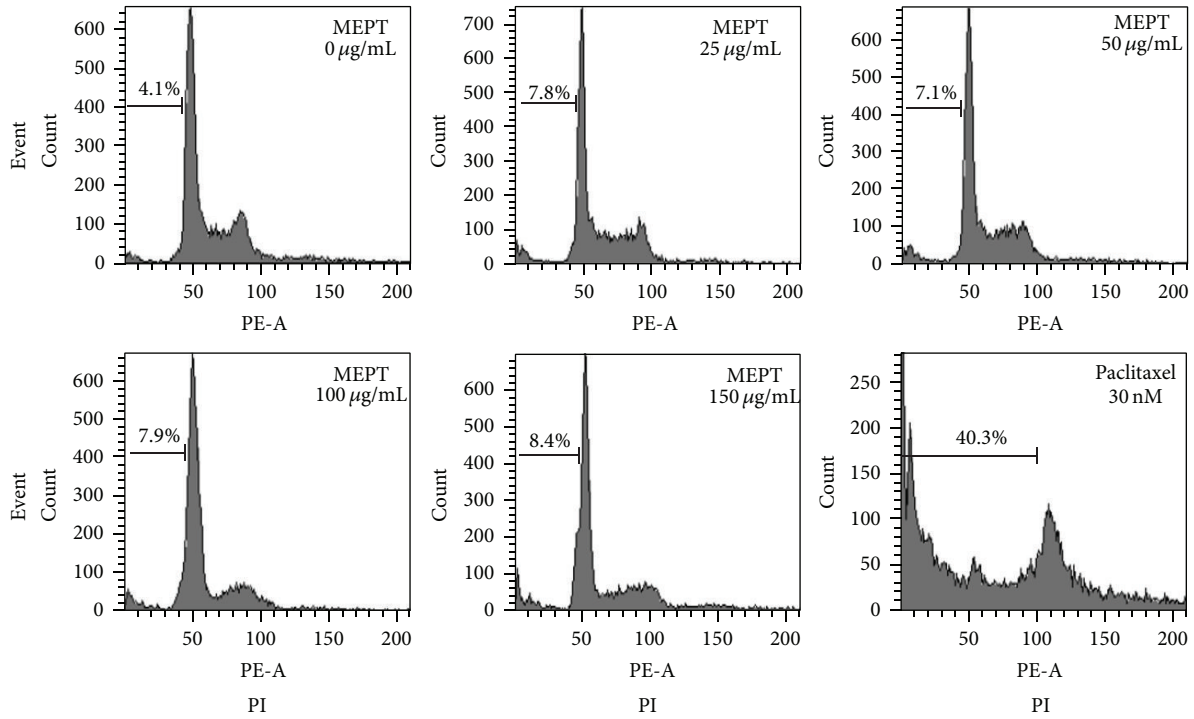 MEPT
0 μg/mL
4.1%
Event
Count
600
500
400
300
200
100
0
50 100 150 200
PE-A
MEPT
25 μg/mL
7.8%
Count
700
600
500
400
300
200
100
0
50 100 150 200
PE-A
MEPT
50 μg/mL
7.1%
Count
600
500
400
300
200
100
0
50 100 150 200
PE-A
MEPT
100 μg/mL
7.9%
Event
Count
600
500
400
300
200
100
0
50 100 150 200
PE-A
PI
MEPT
150 μg/mL
8.4%
Count
600
500
400
300
200
100
0
50 100 150 200
PE-A
PI
Paclitaxel
30 nM
40.3%
Count
250
200
150
100
50
0
50 100 150 200
PE-A
PI